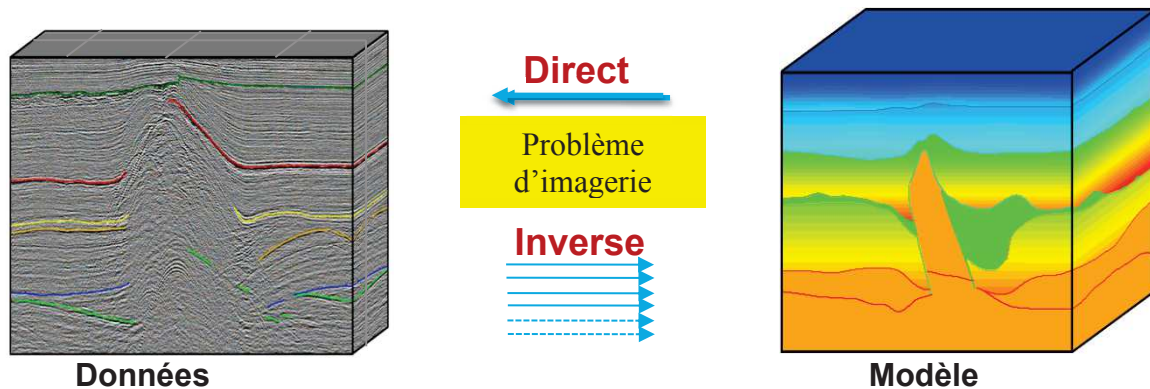 Direct
Problème
d’imagerie
Inverse
Données
Modèle